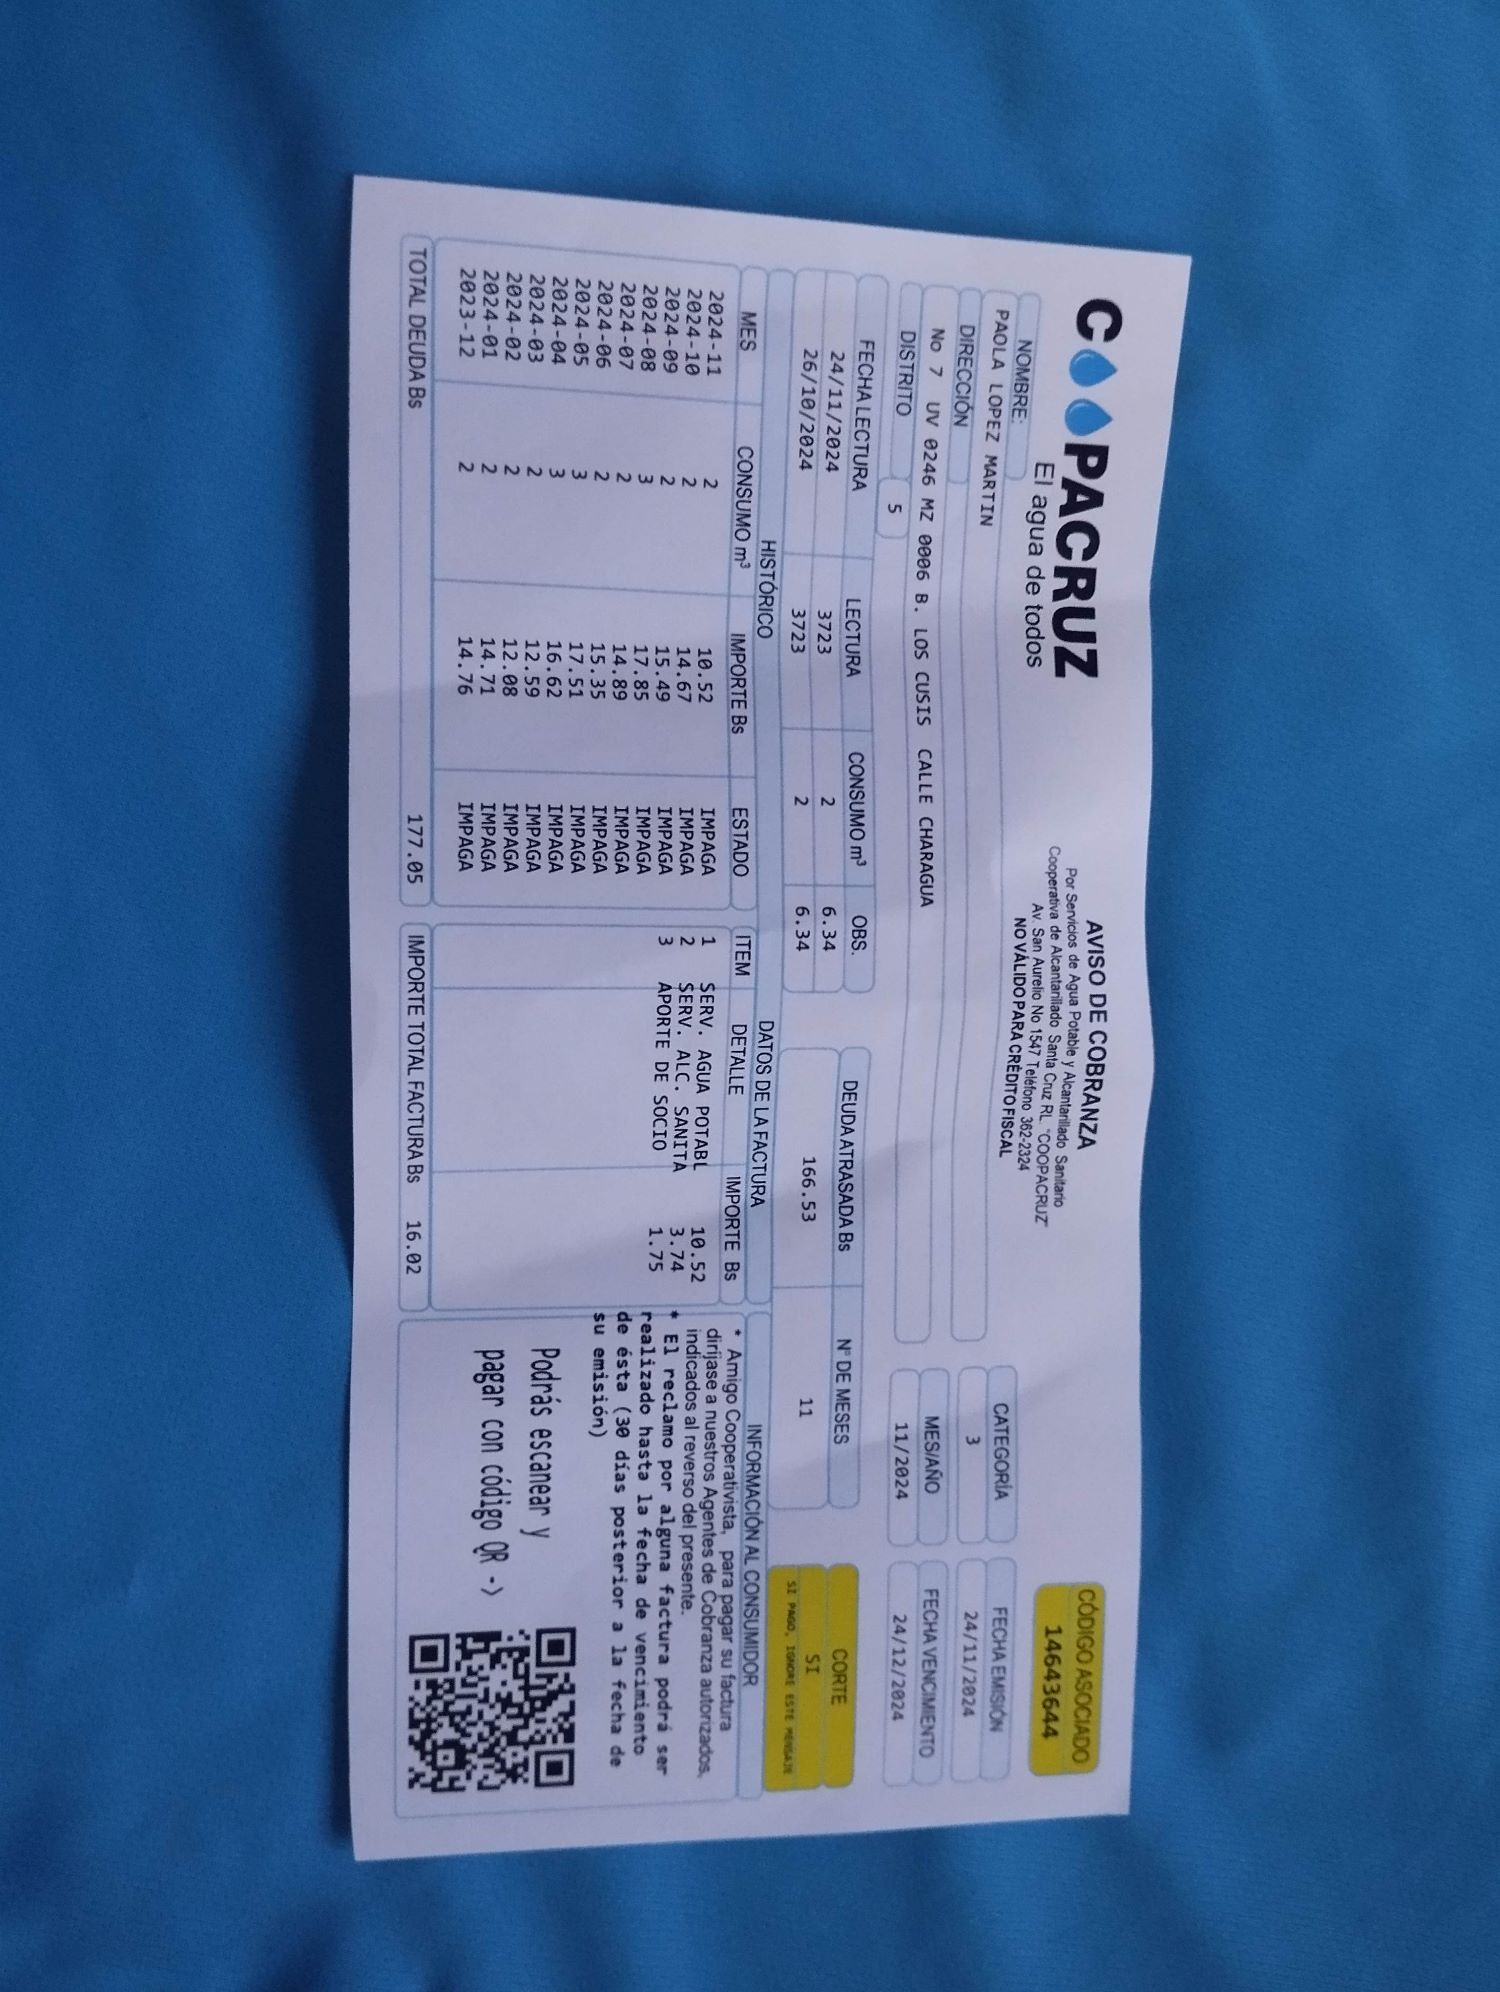 COOPACRUZ
El agua de todos
AVISO DE COBRANZA
Por Servicios de Agua Potable y Alcantarillado Sanitario
Cooperativa de Alcantarillado Santa Cruz RL. "COOPACRUZ"
Av. San Aurelio No 1547 Teléfono 362-2324
NO VÁLIDO PARA CRÉDITO FISCAL
CÓDIGO ASOCIADO
14643644
NOMBRE:
PAOLA LOPEZ MARTIN
CATEGORÍA
3
FECHA EMISIÓN
24/11/2024
DIRECCIÓN
No 7 UV 0246 MZ 0006 B. LOS CUSIS CALLE CHARAGUA
MES/AÑO
11/2024
FECHA VENCIMIENTO
24/12/2024
DISTRITO 5
FECHA LECTURA LECTURA CONSUMO m³ OBS.
24/11/2024 3723 2 6.34
26/10/2024 3723 2 6.34
DEUDA ATRASADA Bs N° DE MESES
166.53 11
CORTE
SI
SI PAGO, IGNORE ESTE MENSAJE
HISTÓRICO
MES CONSUMO m³ IMPORTE Bs ESTADO
2024-11 2 10.52 IMPAGA
2024-10 2 14.67 IMPAGA
2024-09 2 15.49 IMPAGA
2024-08 3 17.85 IMPAGA
2024-07 2 14.89 IMPAGA
2024-06 2 15.35 IMPAGA
2024-05 3 17.51 IMPAGA
2024-04 3 16.62 IMPAGA
2024-03 2 12.59 IMPAGA
2024-02 2 12.08 IMPAGA
2024-01 2 14.71 IMPAGA
2023-12 2 14.76 IMPAGA
TOTAL DEUDA Bs 177.05
DATOS DE LA FACTURA
ITEM DETALLE IMPORTE Bs
1 SERV. AGUA POTABL 10.52
2 SERV. ALC. SANITA 3.74
3 APORTE DE SOCIO 1.75
IMPORTE TOTAL FACTURA Bs 16.02
INFORMACIÓN AL CONSUMIDOR
* Amigo Cooperativista, para pagar su factura
diríjase a nuestros Agentes de Cobranza autorizados,
indicados al reverso del presente.
* El reclamo por alguna factura podrá ser
realizado hasta la fecha de vencimiento
de ésta (30 días posterior a la fecha de
su emisión)
Podrás escanear y
pagar con código QR ->